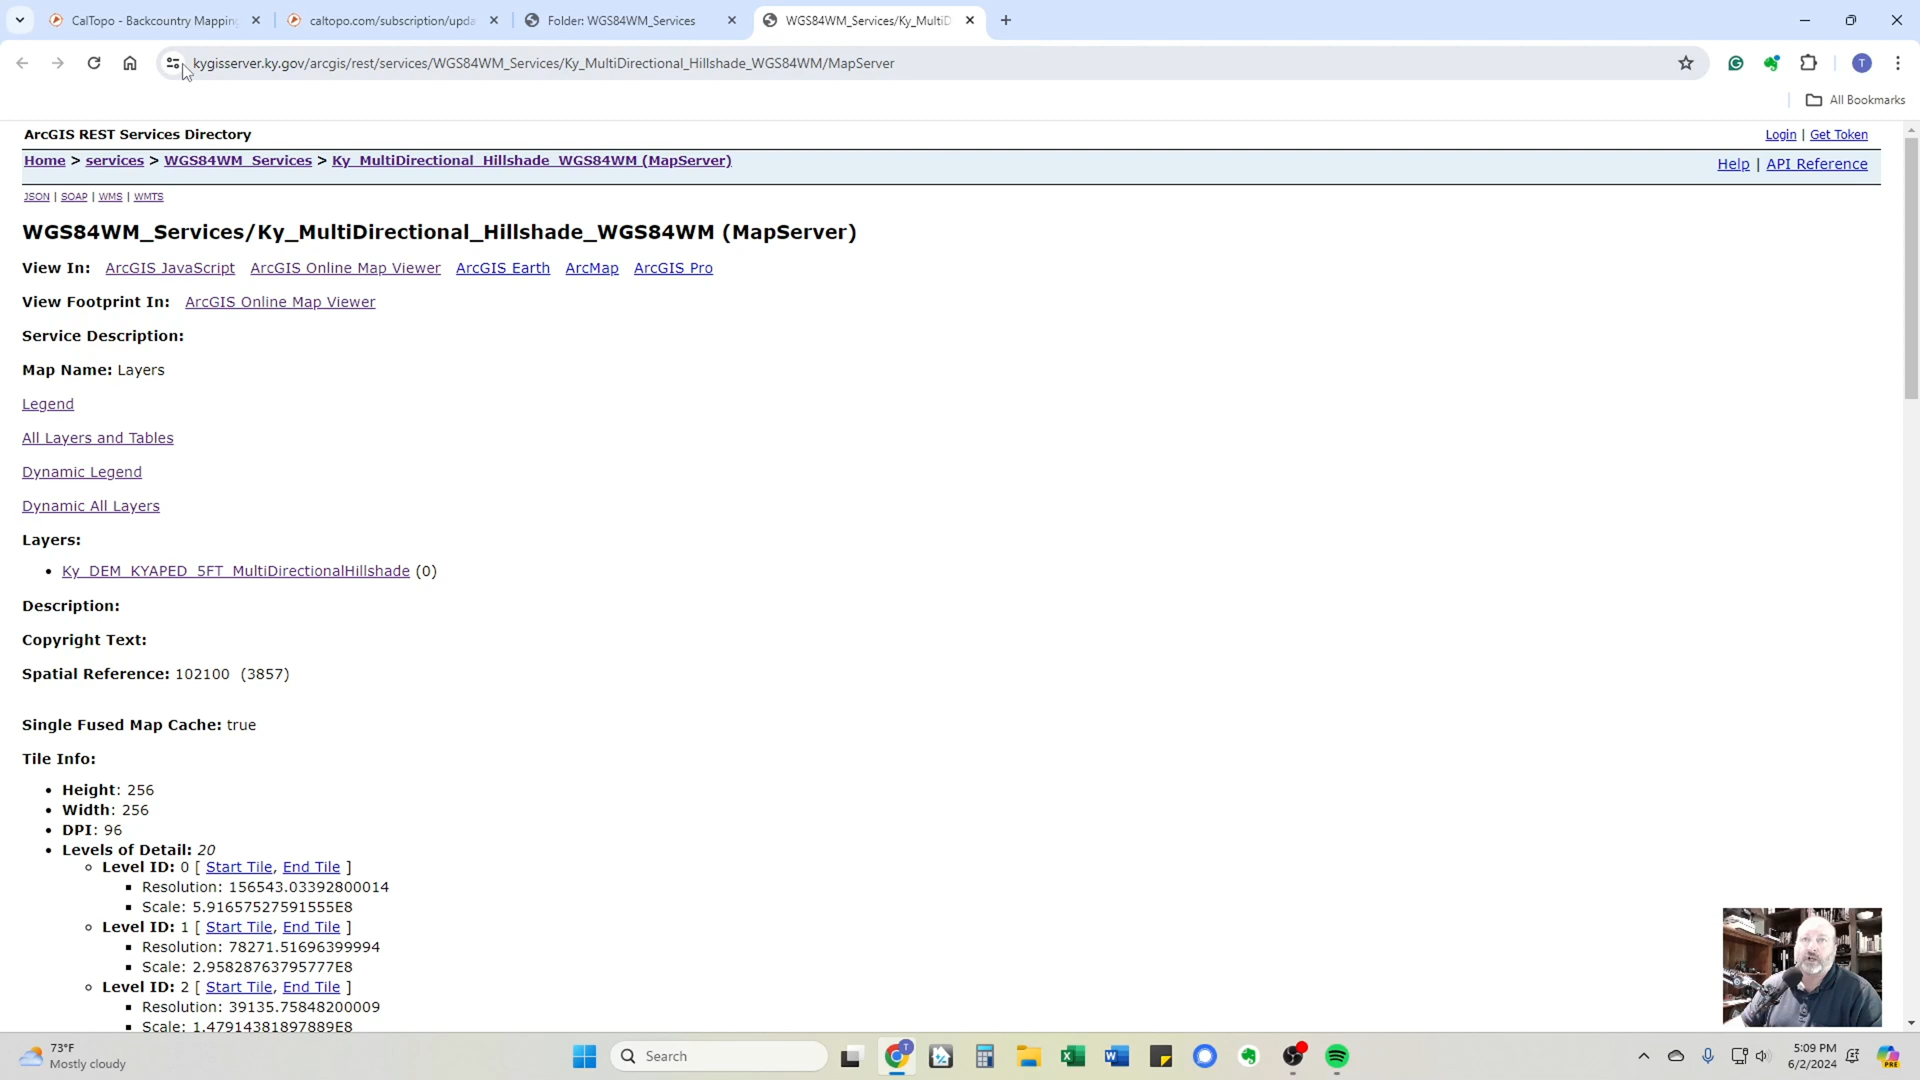 CalTopo - Backcountry Mapping
caltopo.com/subscription/upda
Folder: WGS84WM_Services
WGS84WM_Services/Ky_MultiD
kygisserver.ky.gov/arcgis/rest/services/WGS84WM_Services/Ky_MultiDirectional_Hillshade_WGS84WM/MapServer
T
All Bookmarks
ArcGIS REST Services Directory
Login | Get Token
Home > services > WGS84WM_Services > Ky_MultiDirectional_Hillshade_WGS84WM (MapServer)
Help | API Reference
JSON | SOAP | WMS | WMTS
WGS84WM_Services/Ky_MultiDirectional_Hillshade_WGS84WM (MapServer)
View In: ArcGIS JavaScript ArcGIS Online Map Viewer ArcGIS Earth ArcMap ArcGIS Pro
View Footprint In: ArcGIS Online Map Viewer
Service Description:
Map Name: Layers
Legend
All Layers and Tables
Dynamic Legend
Dynamic All Layers
Layers:
• Ky_DEM_KYAPED_5FT_MultiDirectionalHillshade (0)
Description:
Copyright Text:
Spatial Reference: 102100 (3857)
Single Fused Map Cache: true
Tile Info:
• Height: 256
• Width: 256
• DPI: 96
• Levels of Detail: 20
Level ID: 0 [ Start Tile, End Tile ]
Resolution: 156543.03392800014
Scale: 5.91657527591555E8
Level ID: 1 [ Start Tile, End Tile ]
Resolution: 78271.51696399994
Scale: 2.95828763795777E8
Level ID: 2 [ Start Tile, End Tile ]
Resolution: 39135.75848200009
Scale: 1.47914381897889E8
73°F
Mostly cloudy
Search
T
5:09 PM
6/2/2024
PRE